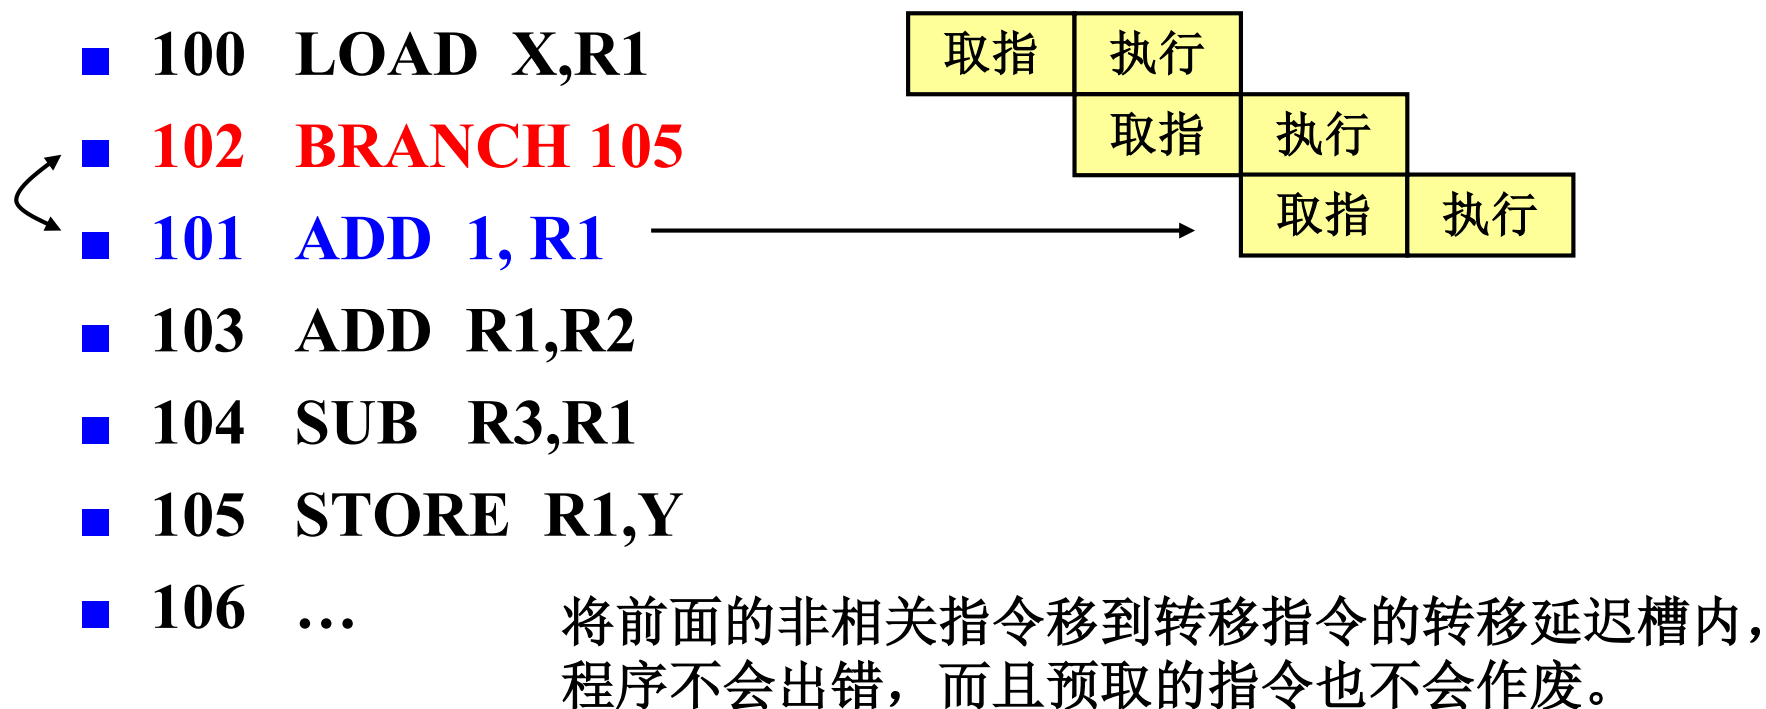 100 LOAD X,R1
取指 执行
102 BRANCH 105
取指 执行
101 ADD 1, R1
取指 执行
103 ADD R1,R2
104 SUB R3,R1
105 STORE R1,Y
106 …
将前面的非相关指令移到转移指令的转移延迟槽内，
程序不会出错，而且预取的指令也不会作废。